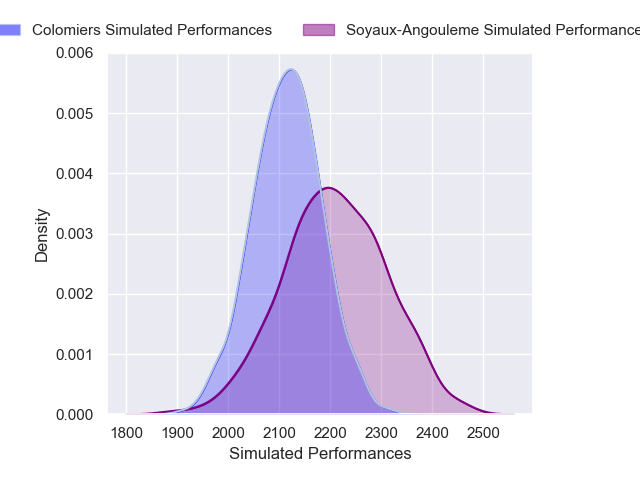 Colomiers Simulated Performances Soyaux-Angouleme Simulated Performance
0.006
0.005
0.004
0.003
0.002
0.001
0.000
Density
1800 1900 2000 2100 2200 2300 2400 2500
Simulated Performances